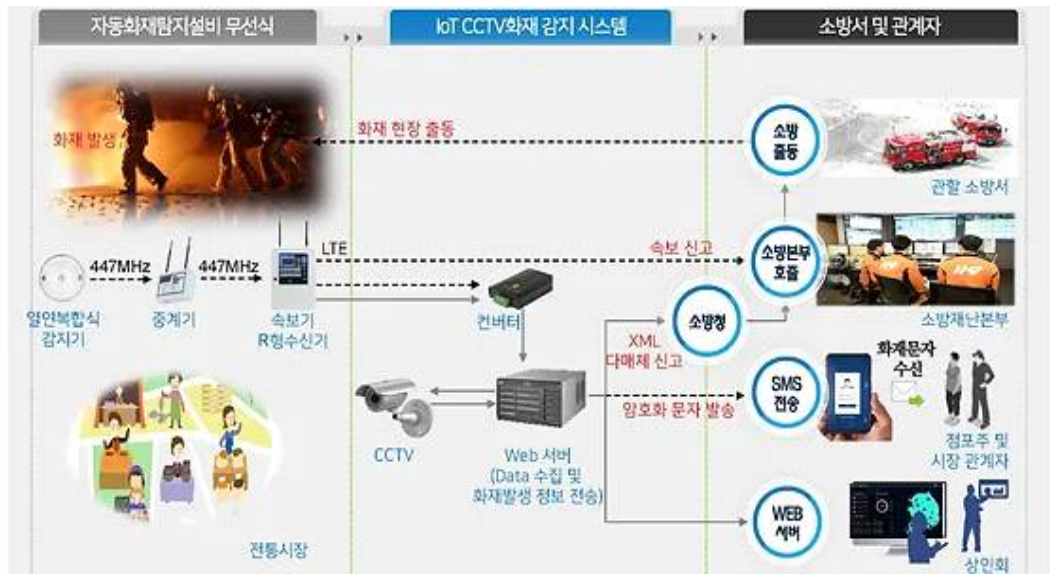 자동화재탐지설비 무선식
IoT CCTV화재 감지 시스템
소방서 및 관계자
화재 발생
화재 현장 출동
소방
출동
관할 소방서
447MHz
447MHz
LTE
속보 신고
소방본부
호출
열연복합식
감지기
중계기
속보기
R형수신기
컨버터
소방청
소방재난본부
XML
다매체 신고
화재문자
수신
SMS
전송
암호화 문자 발송
점포주 및
시장 관계자
CCTV
Web 서버
(Data 수집 및
화재발생 정보 전송)
WEB
서버
전통시장
상인회